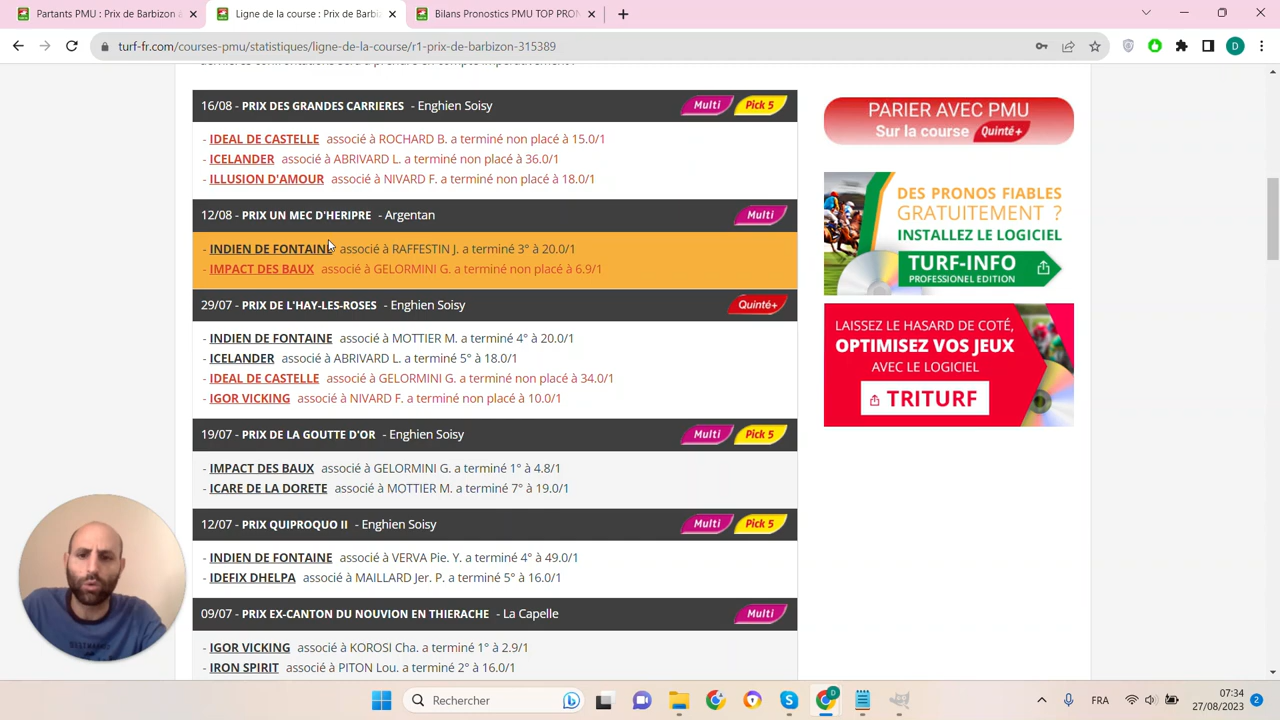 Partants PMU : Prix de Barbizon
Ligne de la course : Prix de Barbi
Bilans Pronostics PMU TOP PRON
turf-fr.com/courses-pmu/statistiques/ligne-de-la-course/r1-prix-de-barbizon-315389
D
16/08 - PRIX DES GRANDES CARRIERES - Enghien Soisy Multi Pick 5
- IDEAL DE CASTELLE associé à ROCHARD B. a terminé non placé à 15.0/1
- ICELANDER associé à ABRIVARD L. a terminé non placé à 36.0/1
- ILLUSION D'AMOUR associé à NIVARD F. a terminé non placé à 18.0/1
12/08 - PRIX UN MEC D'HERIPRE - Argentan Multi
- INDIEN DE FONTAINE associé à RAFFESTIN J. a terminé 3° à 20.0/1
- IMPACT DES BAUX associé à GELORMINI G. a terminé non placé à 6.9/1
29/07 - PRIX DE L'HAY-LES-ROSES - Enghien Soisy Quinté+
- INDIEN DE FONTAINE associé à MOTTIER M. a terminé 4° à 20.0/1
- ICELANDER associé à ABRIVARD L. a terminé 5° à 18.0/1
- IDEAL DE CASTELLE associé à GELORMINI G. a terminé non placé à 34.0/1
- IGOR VICKING associé à NIVARD F. a terminé non placé à 10.0/1
19/07 - PRIX DE LA GOUTTE D'OR - Enghien Soisy Multi Pick 5
- IMPACT DES BAUX associé à GELORMINI G. a terminé 1° à 4.8/1
- ICARE DE LA DORETE associé à MOTTIER M. a terminé 7° à 19.0/1
12/07 - PRIX QUIPROQUO II - Enghien Soisy Multi Pick 5
- INDIEN DE FONTAINE associé à VERVA Pie. Y. a terminé 4° à 49.0/1
- IDEFIX DHELPA associé à MAILLARD Jer. P. a terminé 5° à 16.0/1
09/07 - PRIX EX-CANTON DU NOUVION EN THIERACHE - La Capelle Multi
- IGOR VICKING associé à KOROSI Cha. a terminé 1° à 2.9/1
- IRON SPIRIT associé à PITON Lou. a terminé 2° à 16.0/1
PARIER AVEC PMU
Sur la course Quinté+
DES PRONOS FIABLES
GRATUITEMENT ?
INSTALLEZ LE LOGICIEL
TURF-INFO
PROFESSIONEL EDITION
LAISSEZ LE HASARD DE COTÉ,
OPTIMISEZ VOS JEUX
AVEC LE LOGICIEL
TRITURF
Rechercher
D
FRA
07:34
27/08/2023
2